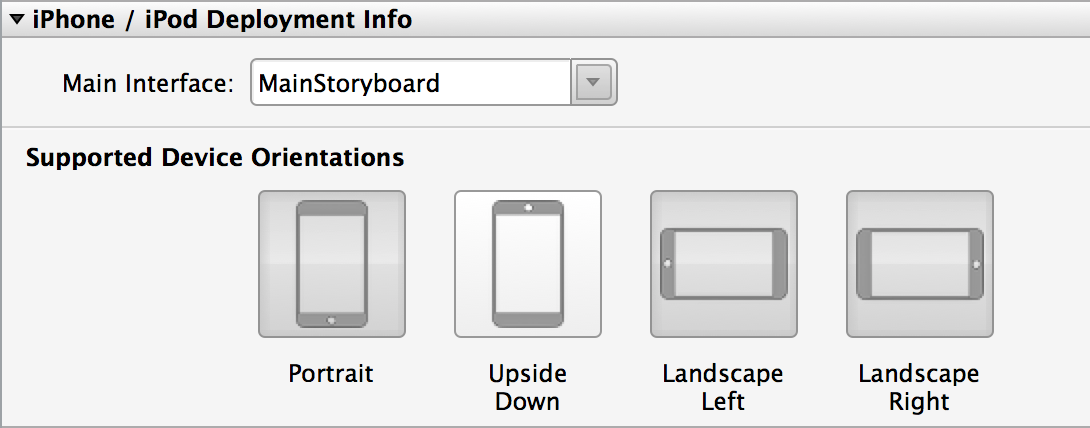 iPhone / iPod Deployment Info
Main Interface: MainStoryboard
Supported Device Orientations
Portrait Upside Down Landscape Left Landscape Right